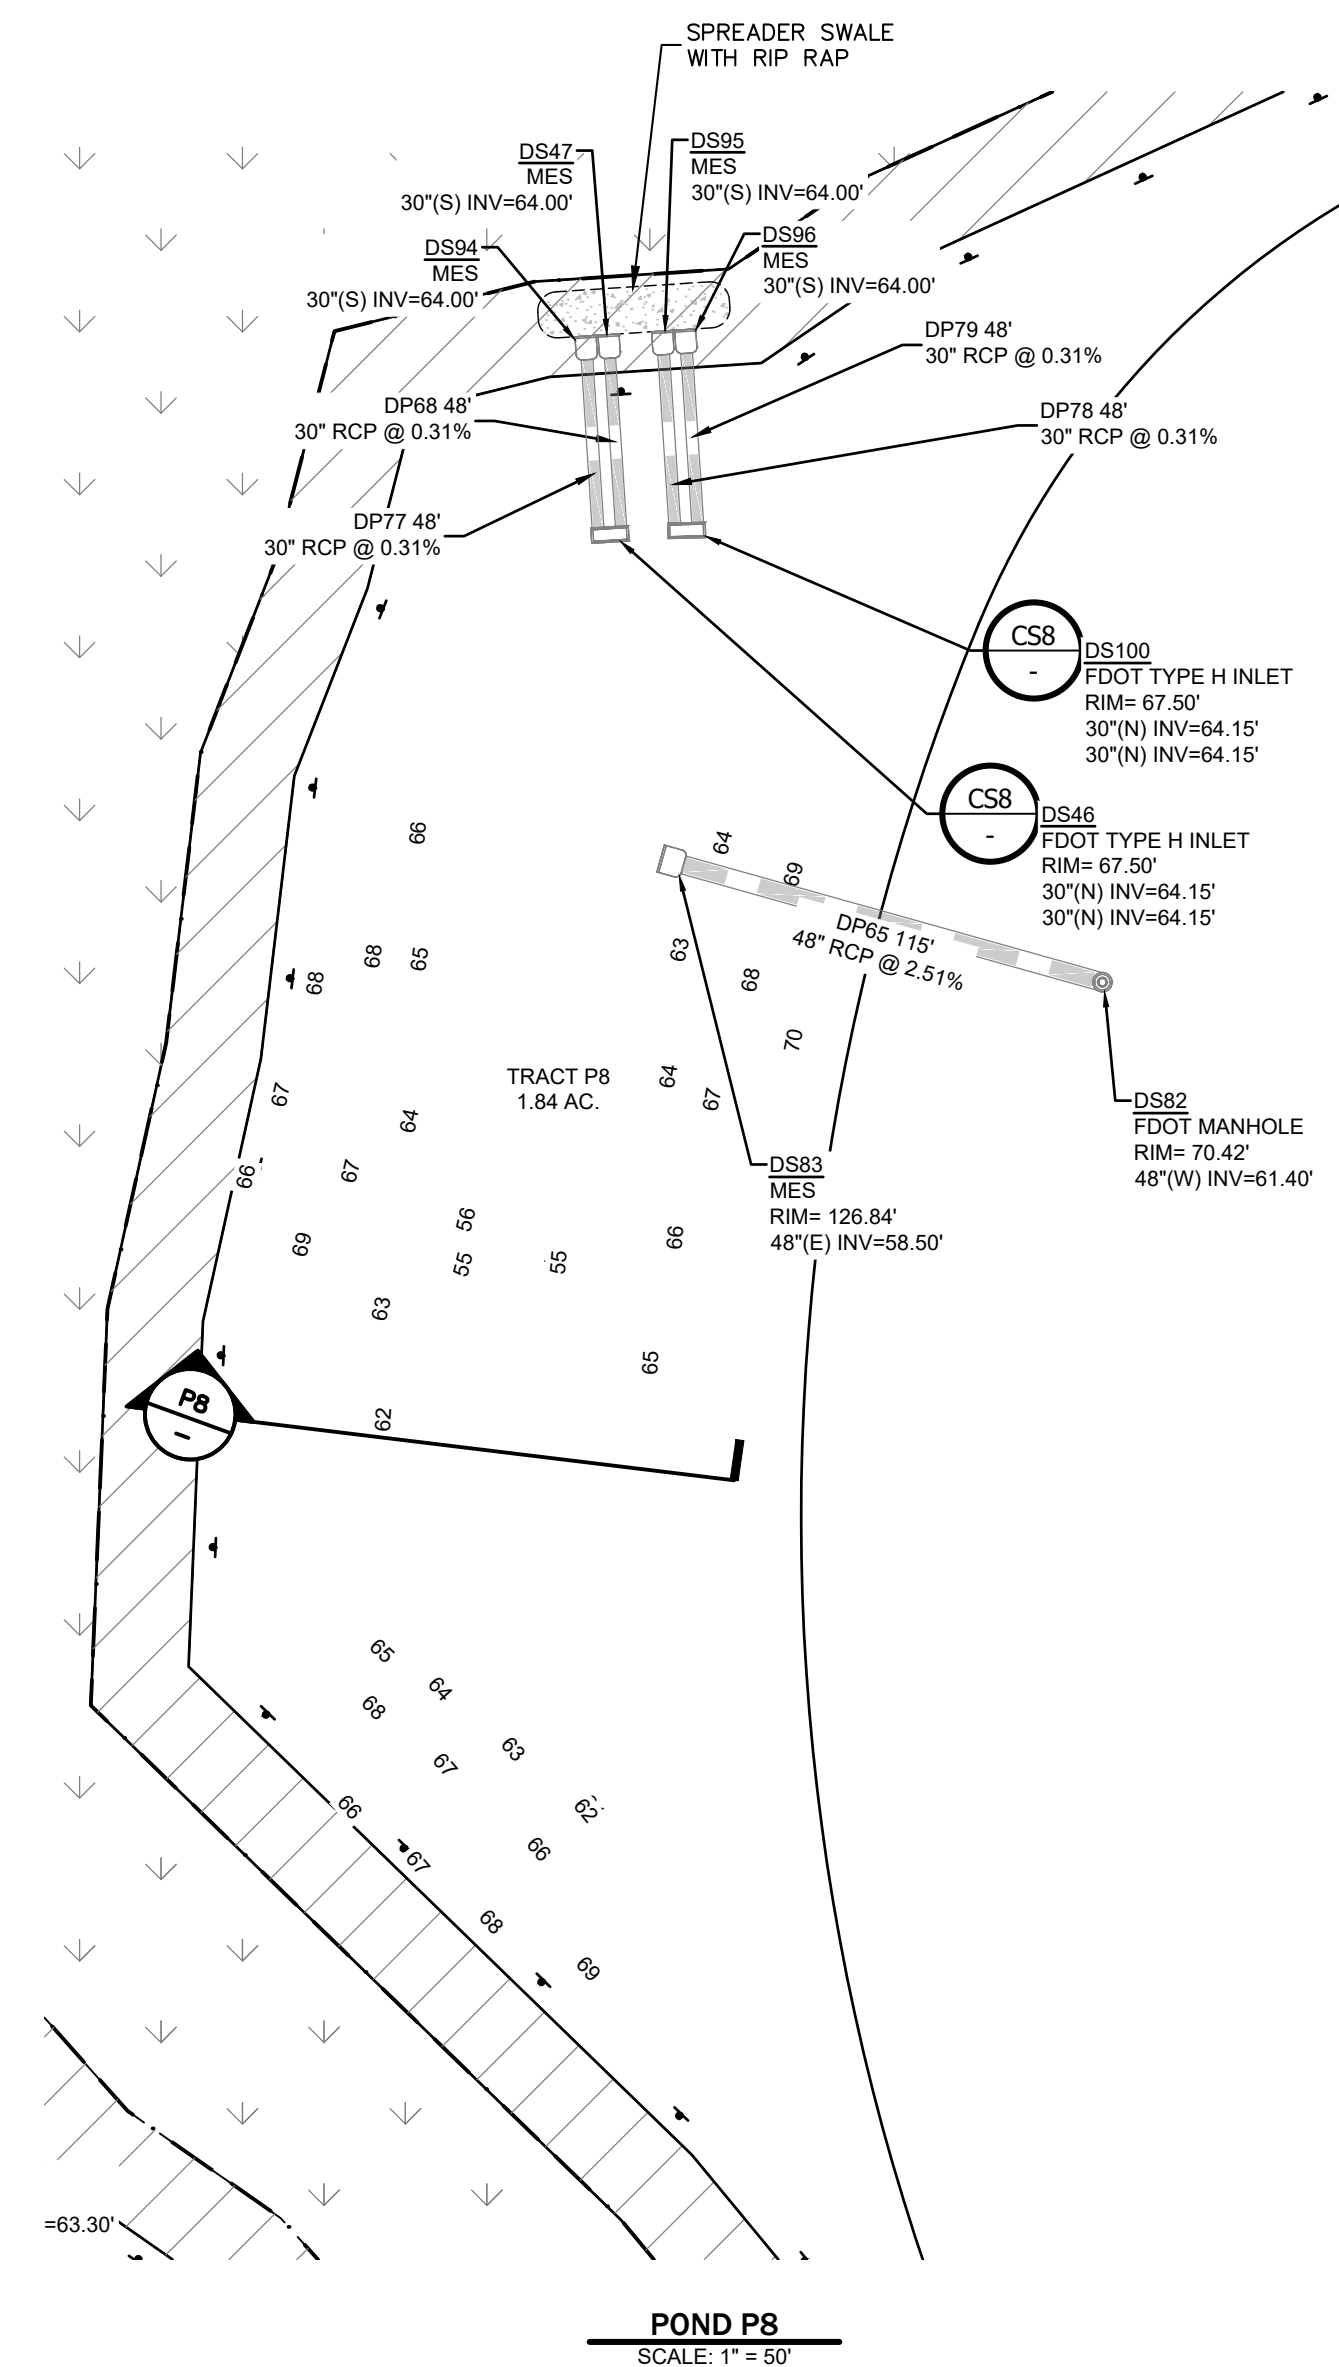 SPREADER SWALE
WITH RIP RAP
DS47
MES
30"(S) INV=64.00'
DS95
MES
30"(S) INV=64.00'
DS94
MES
30"(S) INV=64.00'
DS96
MES
30"(S) INV=64.00'
DP79 48'
30" RCP @ 0.31%
DP68 48'
30" RCP @ 0.31%
DP78 48'
30" RCP @ 0.31%
DP77 48'
30" RCP @ 0.31%
CS8
-
DS100
FDOT TYPE H INLET
RIM= 67.50'
30"(N) INV=64.15'
30"(N) INV=64.15'
CS8
-
DS46
FDOT TYPE H INLET
RIM= 67.50'
30"(N) INV=64.15'
30"(N) INV=64.15'
66
64
69
DP65 115'
48" RCP @ 2.51%
68
68
65
63
68
70
TRACT P8
1.84 AC.
64
67
67
64
DS82
FDOT MANHOLE
RIM= 70.42'
48"(W) INV=61.40'
66
67
DS83
MES
RIM= 126.84'
48"(E) INV=58.50'
69
56
55
55
66
63
65
P8
-
62
65
64
68
63
67
66
62
67
66
68
69
=63.30'
POND P8
SCALE: 1" = 50'